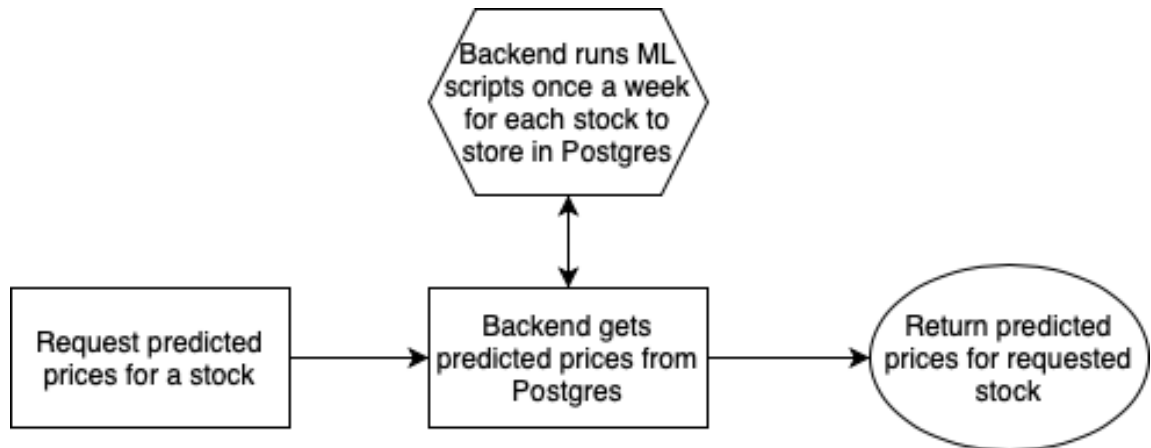 Backend runs ML
scripts once a week
for each stock to
store in Postgres
Request predicted
prices for a stock
Backend gets
predicted prices from
Postgres
Return predicted
prices for requested
stock